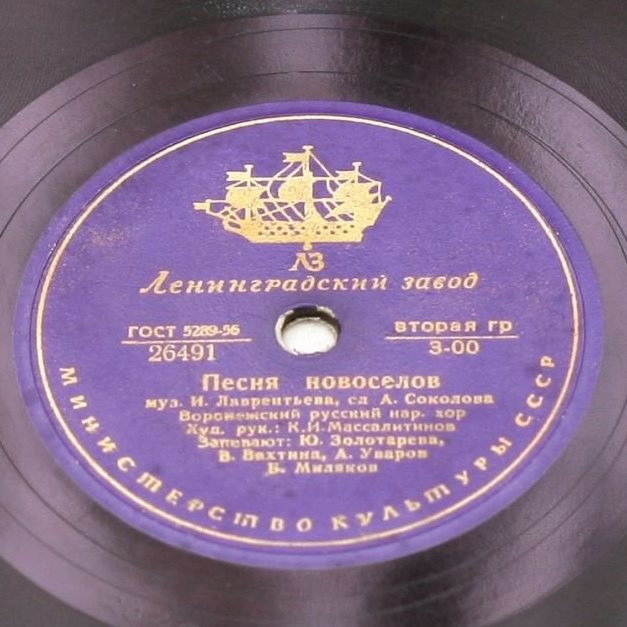 ЛЗ
Ленинградский завод
ГОСТ 5289-56
26491
вторая гр
3-00
Песня новоселов
муз. И. Лаврентьева, сл А. Соколова
Воронежский русский нар. хор
Худ. рук.: К.И.Массалитинов
Запевают: Ю. Золотарева,
В. Вахтина, А. Уваров
В. Миляков
МИНИСТЕРСТВО КУЛЬТУРЫ СССР